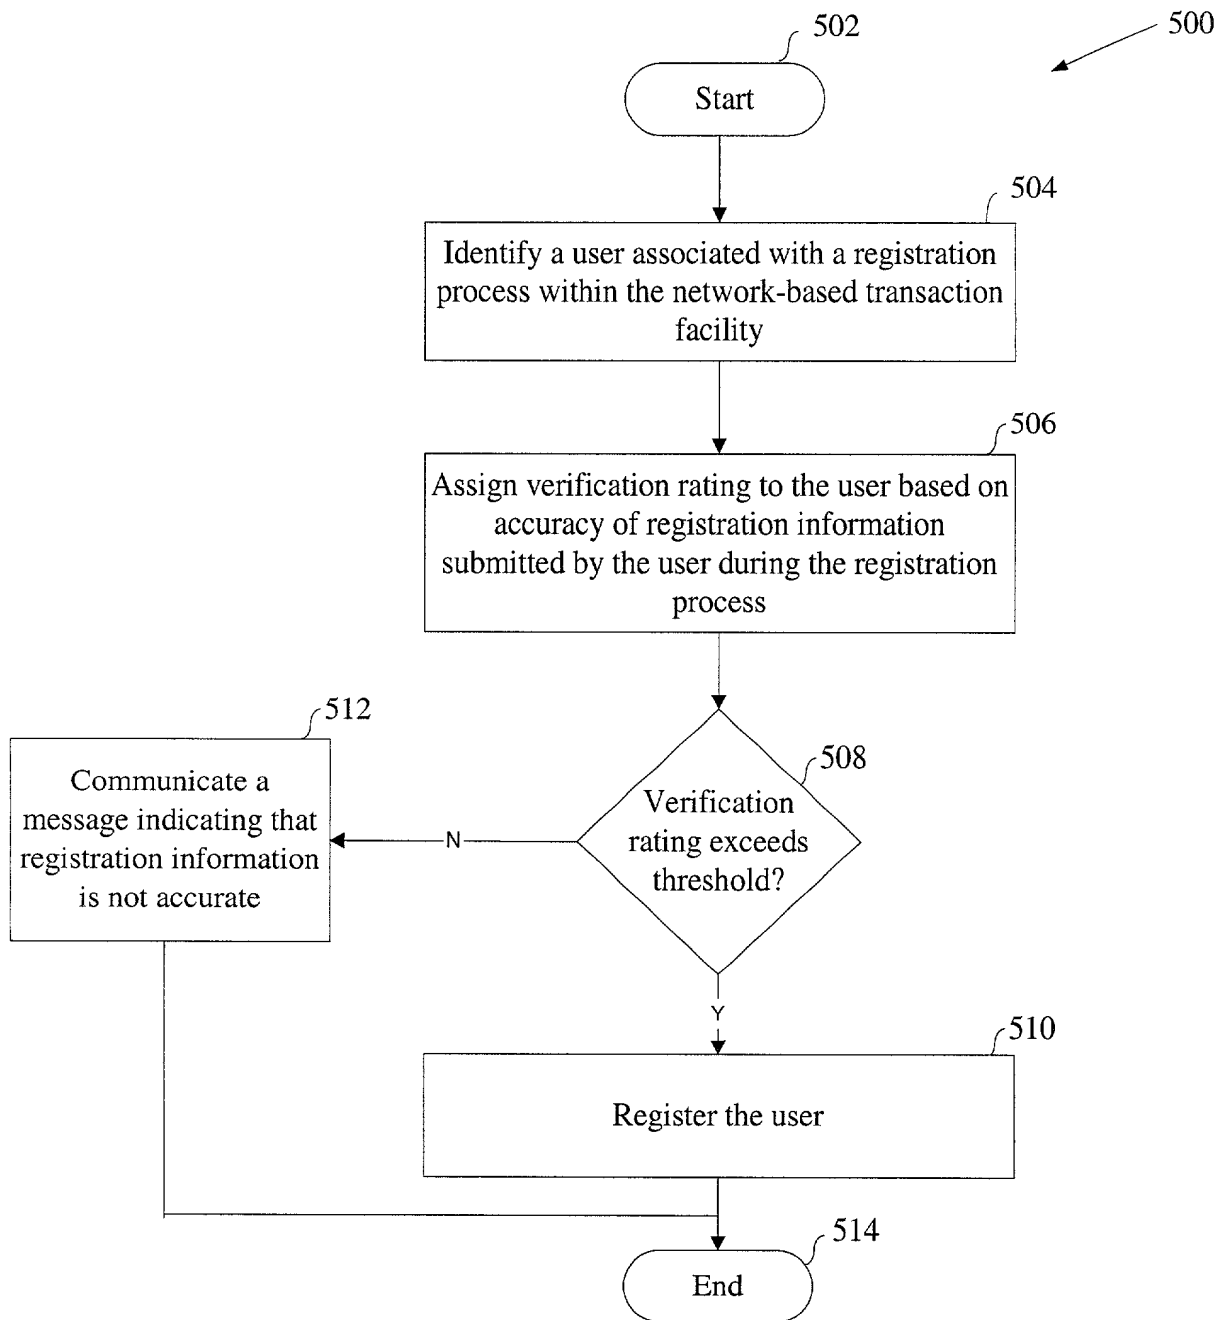 502
500
Start
504
Identify a user associated with a registration
process within the network-based transaction
facility
506
Assign verification rating to the user based on
accuracy of registration information
submitted by the user during the registration
process
512
Communicate a
message indicating that
registration information
is not accurate
508
Verification
rating exceeds
threshold?
N
Y
510
Register the user
514
End